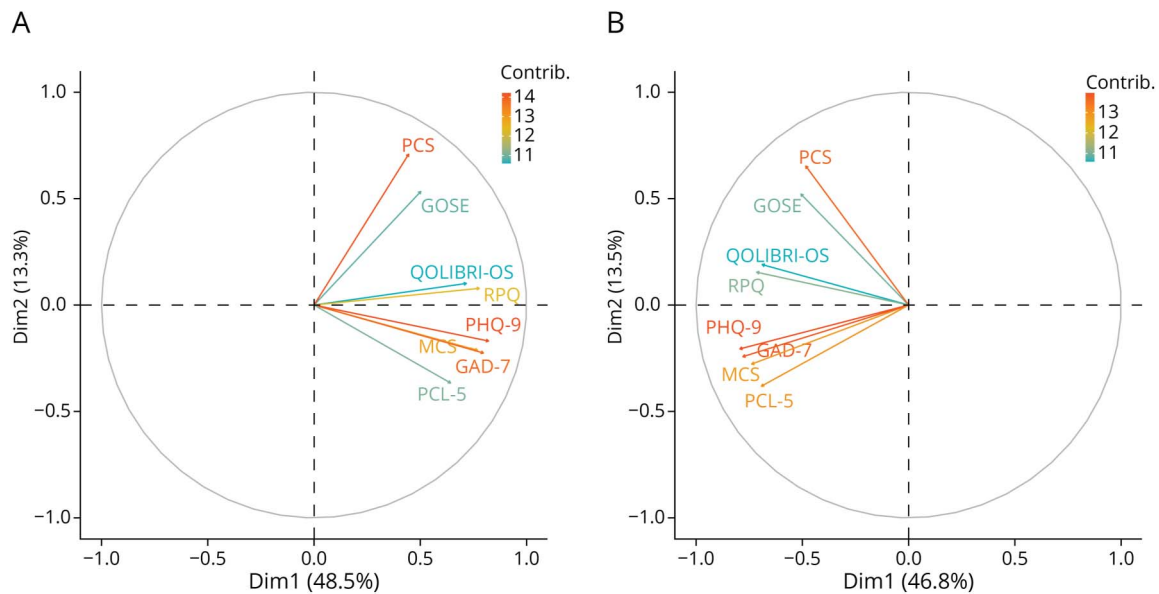 A
Contrib.
14
13
12
11
1.0
0.5
0.0
−0.5
−1.0
Dim2 (13.3%)
PCS
GOSE
QOLIBRI-OS
RPQ
PHQ-9
MCS
GAD-7
PCL-5
−1.0
−0.5
0.0
0.5
1.0
Dim1 (48.5%)
B
Contrib.
13
12
11
1.0
0.5
0.0
−0.5
−1.0
Dim2 (13.5%)
PCS
GOSE
QOLIBRI-OS
RPQ
PHQ-9
GAD-7
MCS
PCL-5
−1.0
−0.5
0.0
0.5
1.0
Dim1 (46.8%)